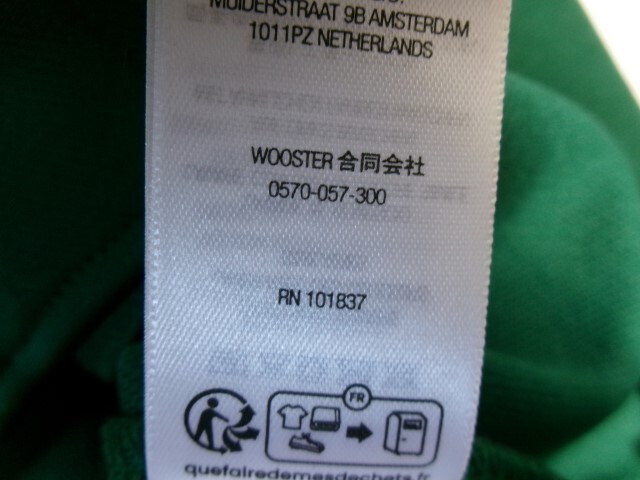 MUIDERSTRAAT 9B AMSTERDAM
1011PZ NETHERLANDS
WOOSTER 合同会社
0570-057-300
RN 101837
FR
quefairedemesdechets.fr